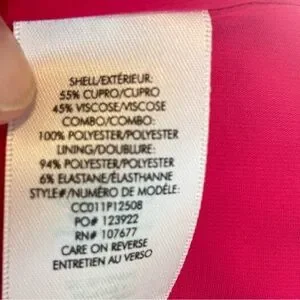 SHELL/EXTÉRIEUR:
55% CUPRO/CUPRO
45% VISCOSE/VISCOSE
COMBO/COMBO:
100% POLYESTER/POLYESTER
LINING/DOUBLURE:
94% POLYESTER/POLYESTER
6% ELASTANE/ÉLASTHANNE
STYLE#/NUMÉRO DE MODÈLE:
CC011P12508
PO# 123922
RN# 107677
CARE ON REVERSE
ENTRETIEN AU VERSO